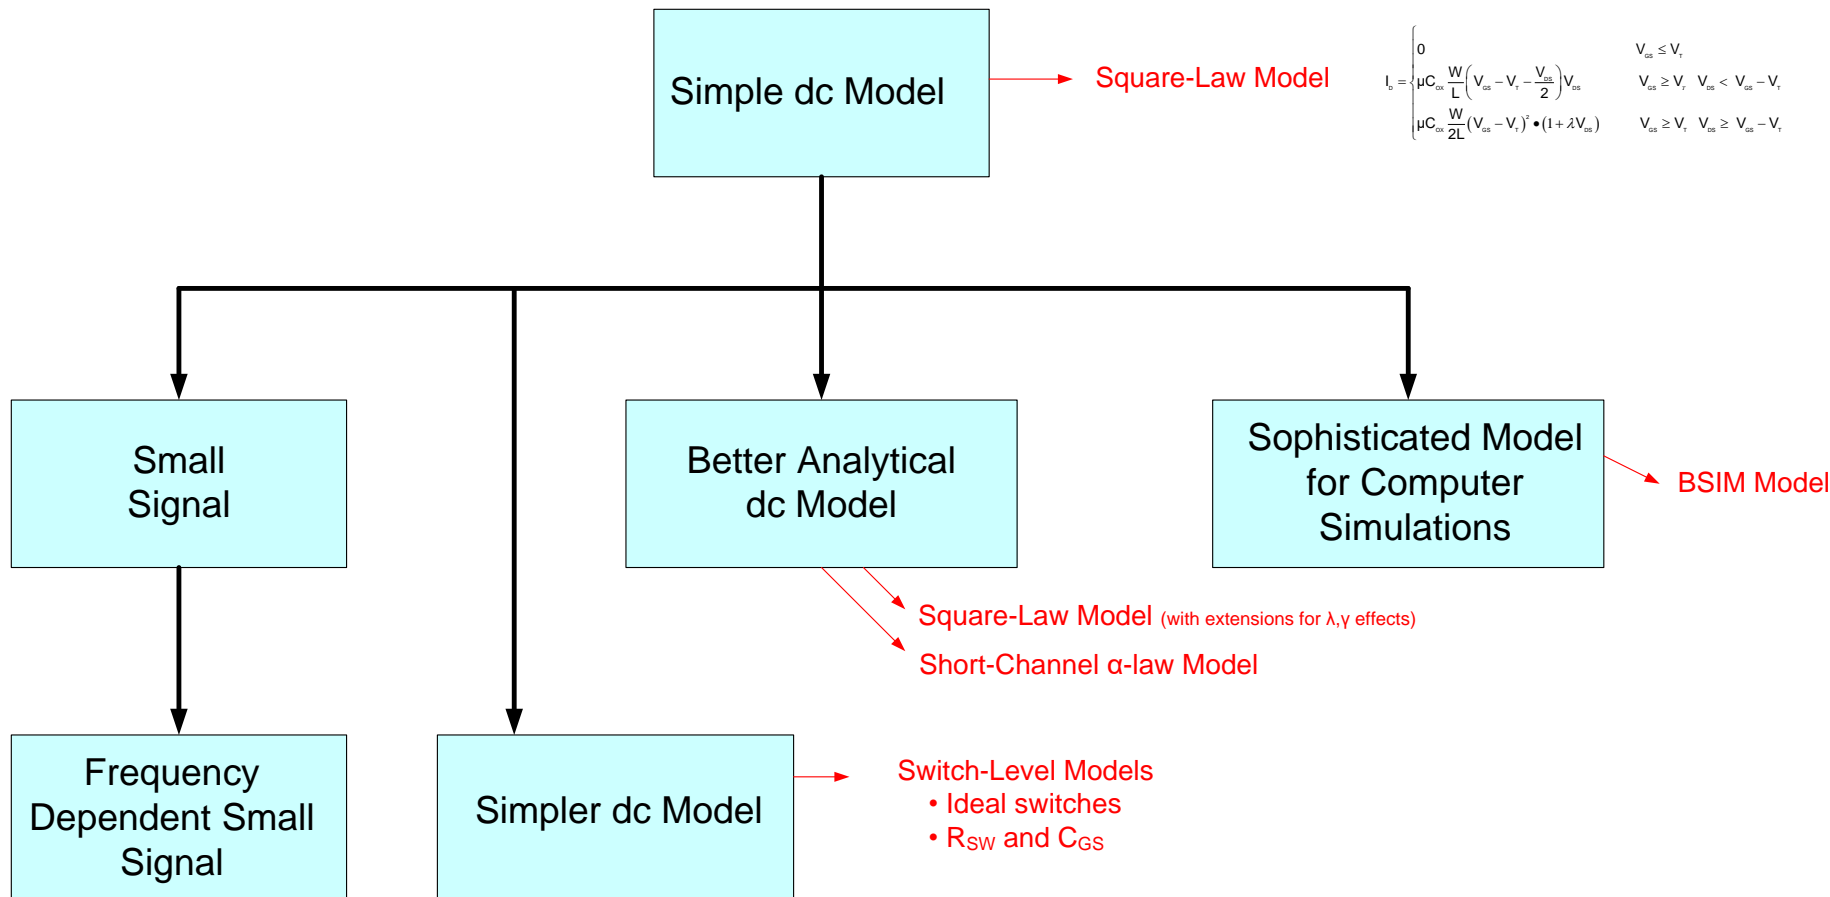 Simple dc Model
Square-Law Model
I_D = { 0    V_GS ≤ V_T
μC_OX W/L (V_GS − V_T − V_DS/2) V_DS    V_GS ≥ V_T  V_DS < V_GS − V_T
μC_OX W/2L (V_GS − V_T)² • (1 + λV_DS)    V_GS ≥ V_T  V_DS ≥ V_GS − V_T
Small
Signal
Better Analytical
dc Model
Sophisticated Model
for Computer
Simulations
BSIM Model
Square-Law Model (with extensions for λ,γ effects)
Short-Channel α-law Model
Frequency
Dependent Small
Signal
Simpler dc Model
Switch-Level Models
• Ideal switches
• R_SW and C_GS